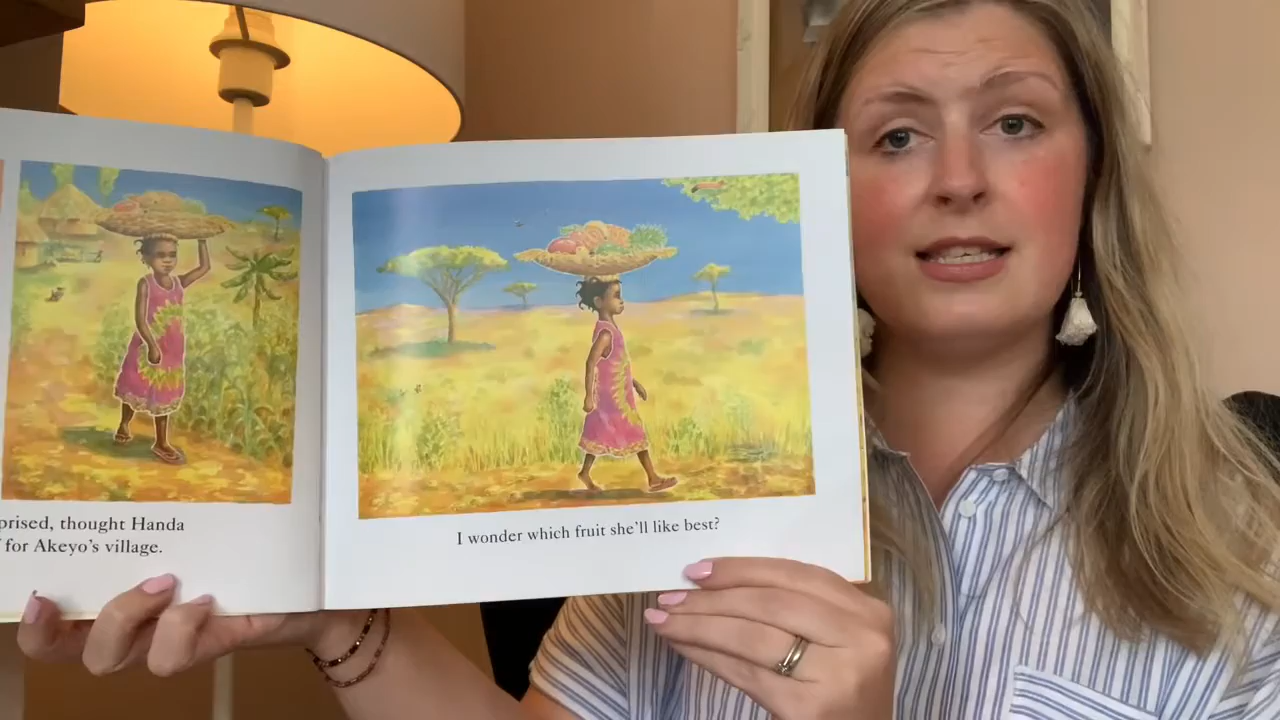 prised, thought Handa
for Akeyo's village.
I wonder which fruit she'll like best?